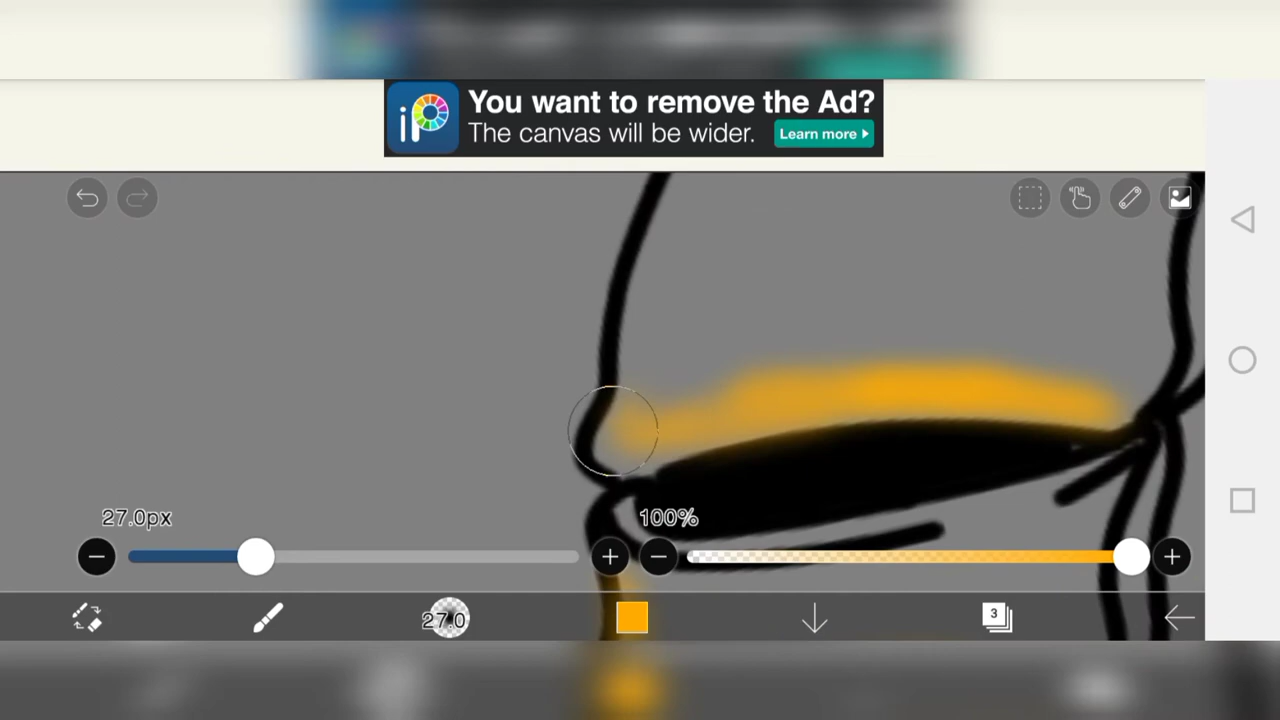 iP
You want to remove the Ad?
The canvas will be wider.
Learn more
27.0px
100%
27.0
3